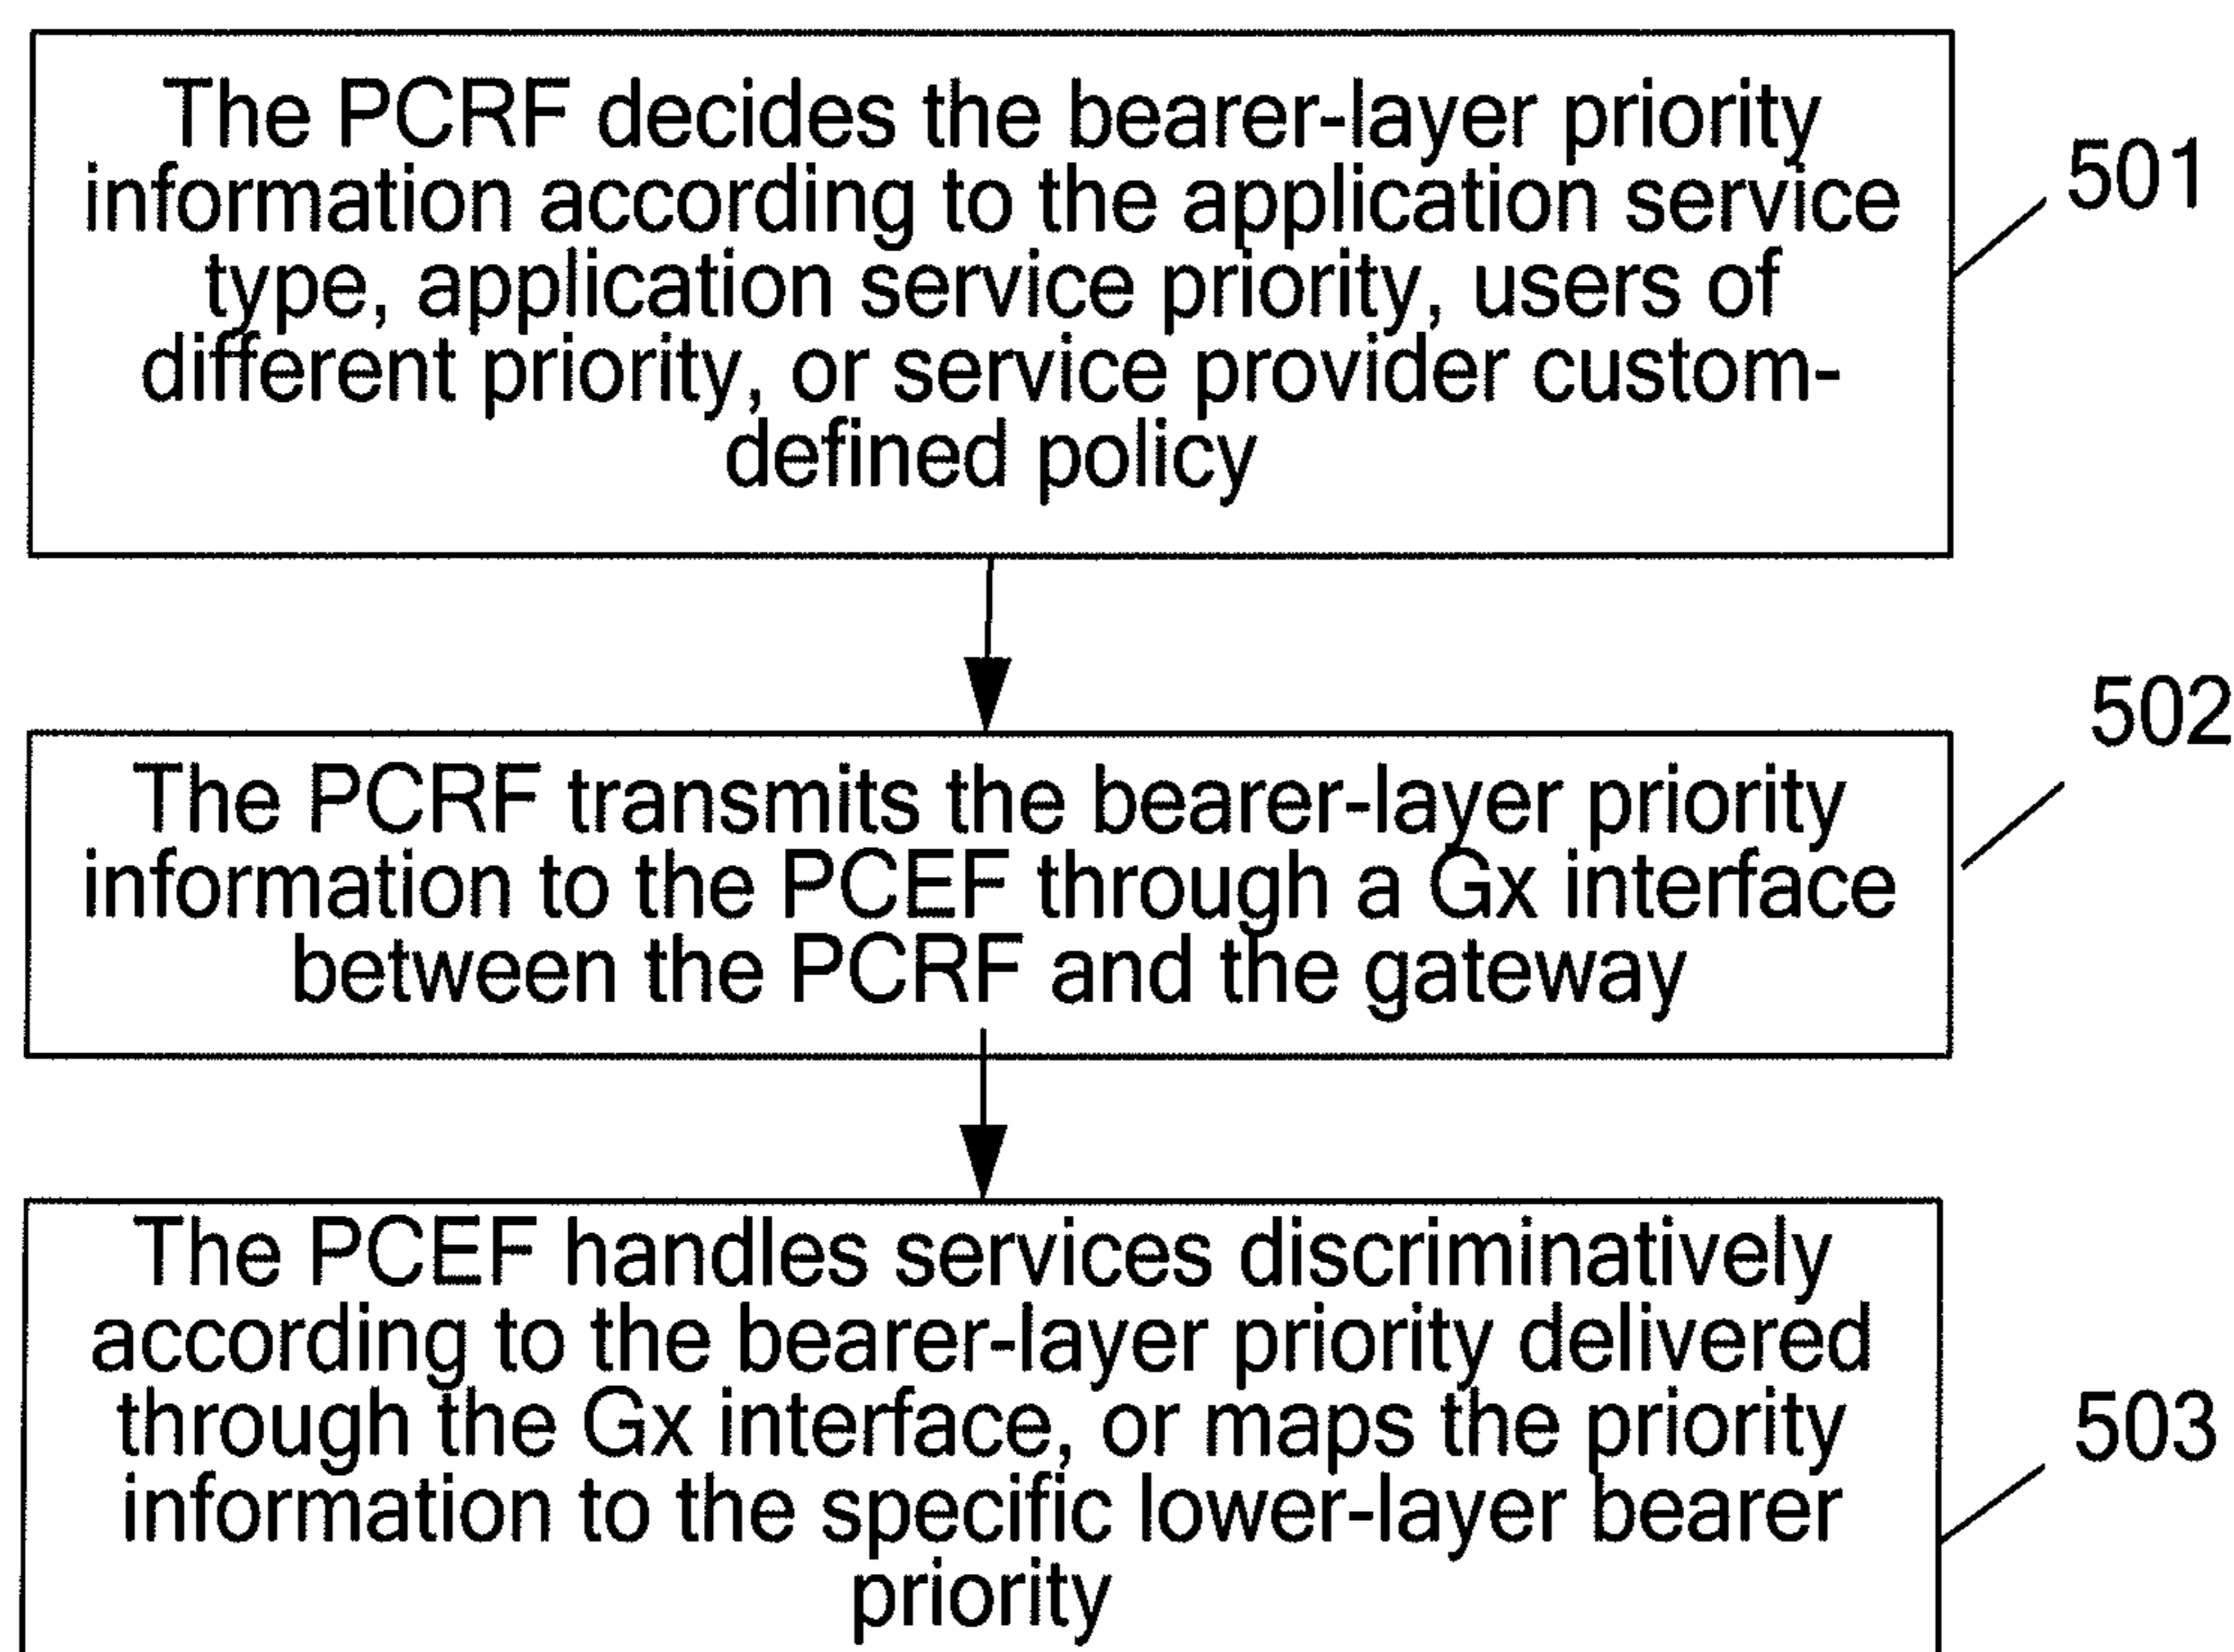 The PCRF decides the bearer-layer priority
information according to the application service
type, application service priority, users of
different priority, or service provider custom-
defined policy
501
The PCRF transmits the bearer-layer priority
information to the PCEF through a Gx interface
between the PCRF and the gateway
502
The PCEF handles services discriminatively
according to the bearer-layer priority delivered
through the Gx interface, or maps the priority
information to the specific lower-layer bearer
priority
503